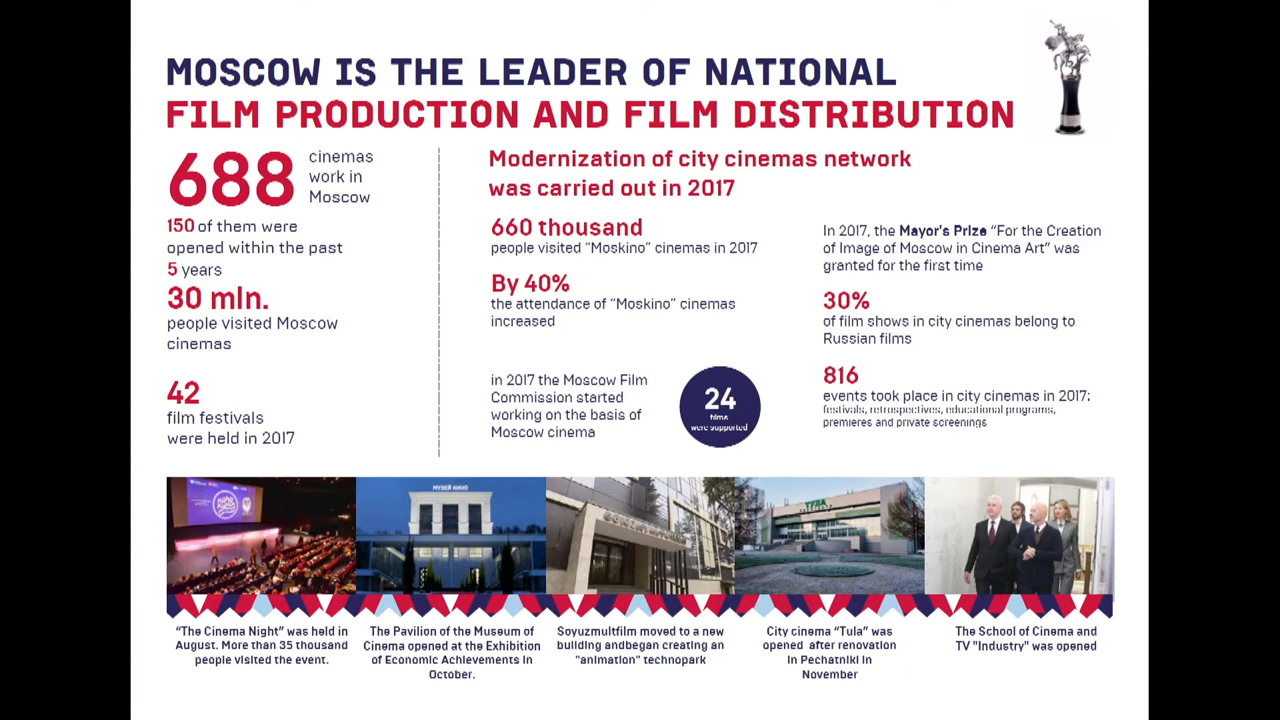 MOSCOW IS THE LEADER OF NATIONAL
FILM PRODUCTION AND FILM DISTRIBUTION
688
cinemas
work in
Moscow
150 of them were
opened within the past
5 years
30 mln.
people visited Moscow
cinemas
42
film festivals
were held in 2017
Modernization of city cinemas network
was carried out in 2017
660 thousand
people visited “Moskino” cinemas in 2017
By 40%
the attendance of “Moskino” cinemas
increased
in 2017 the Moscow Film
Commission started
working on the basis of
Moscow cinema
24
films
were supported
In 2017, the Mayor's Prize “For the Creation
of Image of Moscow in Cinema Art” was
granted for the first time
30%
of film shows in city cinemas belong to
Russian films
816
events took place in city cinemas in 2017:
festivals, retrospectives, educational programs,
premieres and private screenings
МУЗЕЙ КИНО
“The Cinema Night” was held in
August. More than 35 thousand
people visited the event.
The Pavilion of the Museum of
Cinema opened at the Exhibition
of Economic Achievements in
October.
Soyuzmultfilm moved to a new
building andbegan creating an
"animation" technopark
City cinema “Tula” was
opened after renovation
in Pechatniki in
November
The School of Cinema and
TV "Industry" was opened